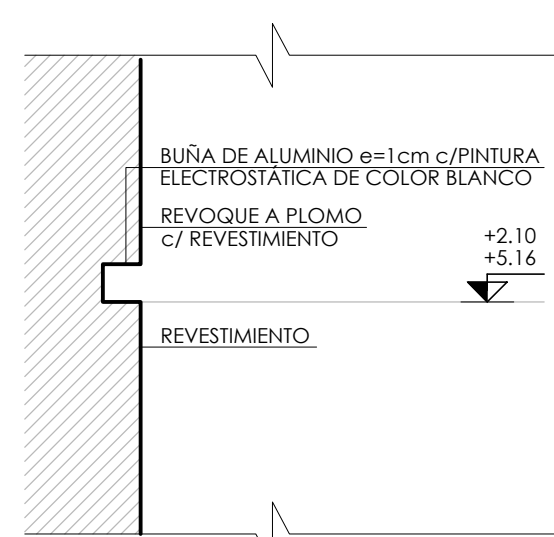 BUÑA DE ALUMINIO e=1cm c/PINTURA
ELECTROSTÁTICA DE COLOR BLANCO
REVOQUE A PLOMO
c/ REVESTIMIENTO
+2.10
+5.16
REVESTIMIENTO